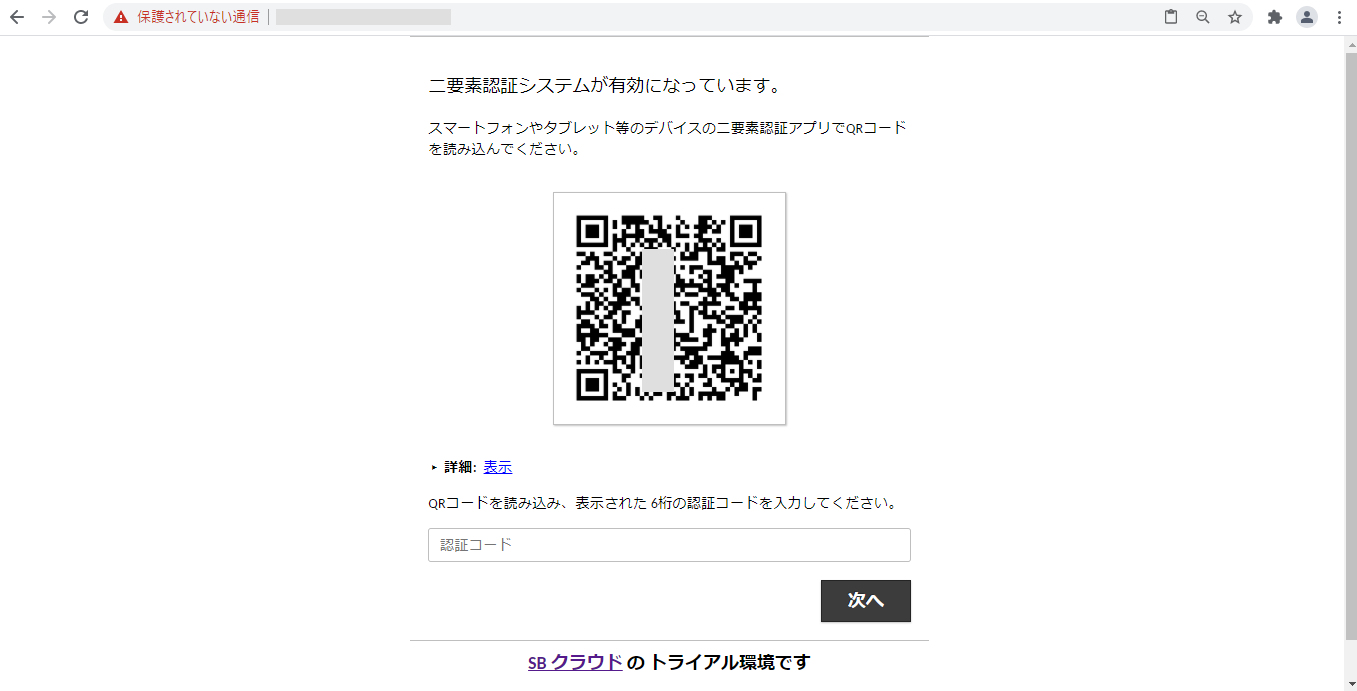 保護されていない通信
二要素認証システムが有効になっています。
スマートフォンやタブレット等のデバイスの二要素認証アプリでQRコード
を読み込んでください。
詳細: 表示
QRコードを読み込み、表示された 6桁の認証コードを入力してください。
認証コード
次へ
SB クラウド の トライアル環境です